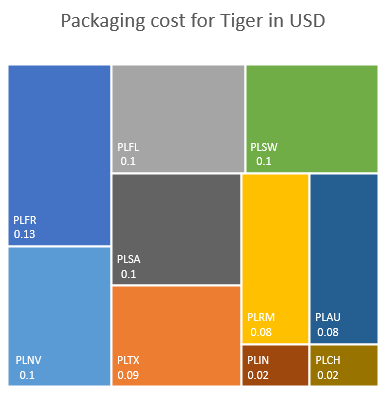 Packaging cost for Tiger in USD
PLFR
0.13
PLNV
0.1
PLFL
0.1
PLSW
0.1
PLSA
0.1
PLTX
0.09
PLRM
0.08
PLAU
0.08
PLIN
0.02
PLCH
0.02